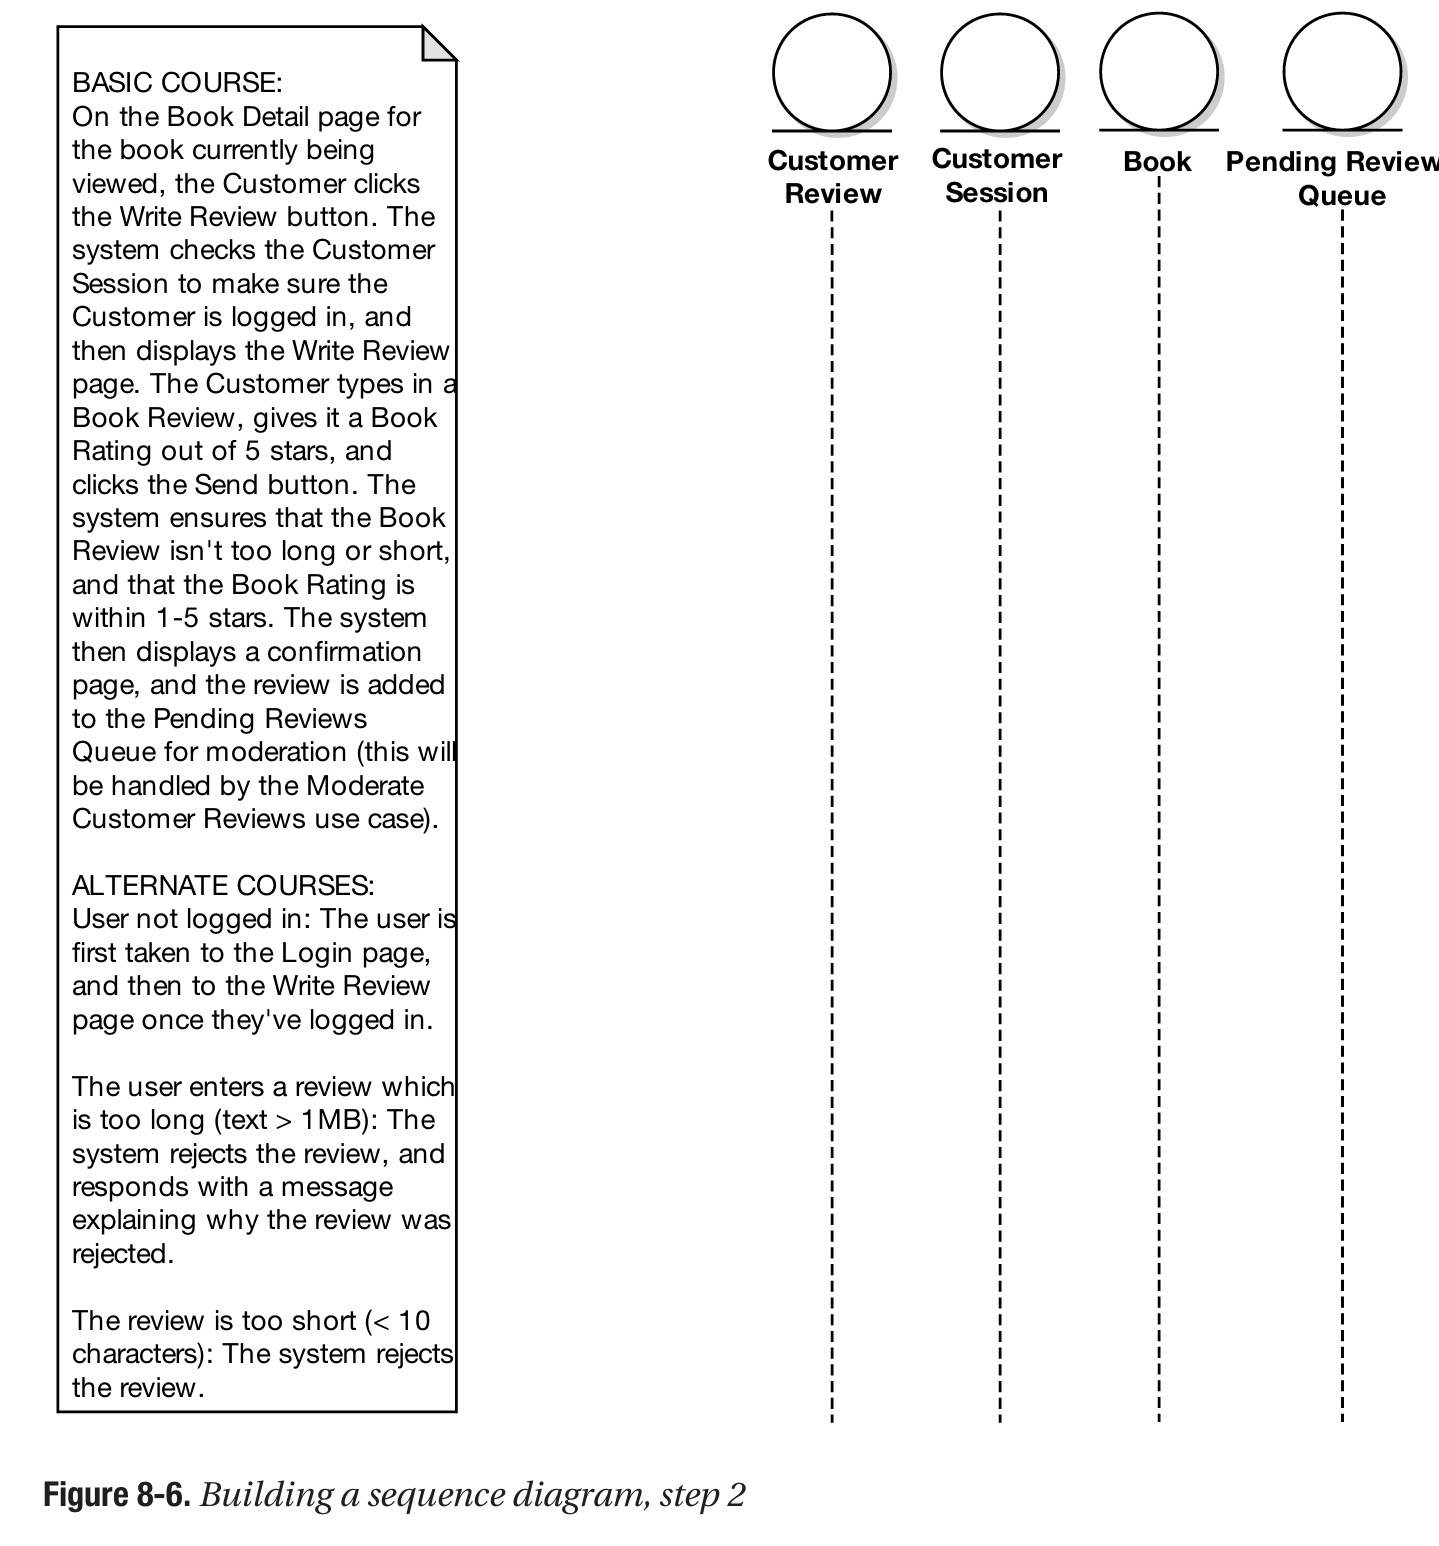 BASIC COURSE:
On the Book Detail page for
the book currently being
viewed, the Customer clicks
the Write Review button. The
system checks the Customer
Session to make sure the
Customer is logged in, and
then displays the Write Review
page. The Customer types in a
Book Review, gives it a Book
Rating out of 5 stars, and
clicks the Send button. The
system ensures that the Book
Review isn't too long or short,
and that the Book Rating is
within 1-5 stars. The system
then displays a confirmation
page, and the review is added
to the Pending Reviews
Queue for moderation (this will
be handled by the Moderate
Customer Reviews use case).
ALTERNATE COURSES:
User not logged in: The user is
first taken to the Login page,
and then to the Write Review
page once they've logged in.
The user enters a review which
is too long (text > 1MB): The
system rejects the review, and
responds with a message
explaining why the review was
rejected.
The review is too short (< 10
characters): The system rejects
the review.
Customer
Review
Customer
Session
Book
Pending Review
Queue
Figure 8-6. Building a sequence diagram, step 2